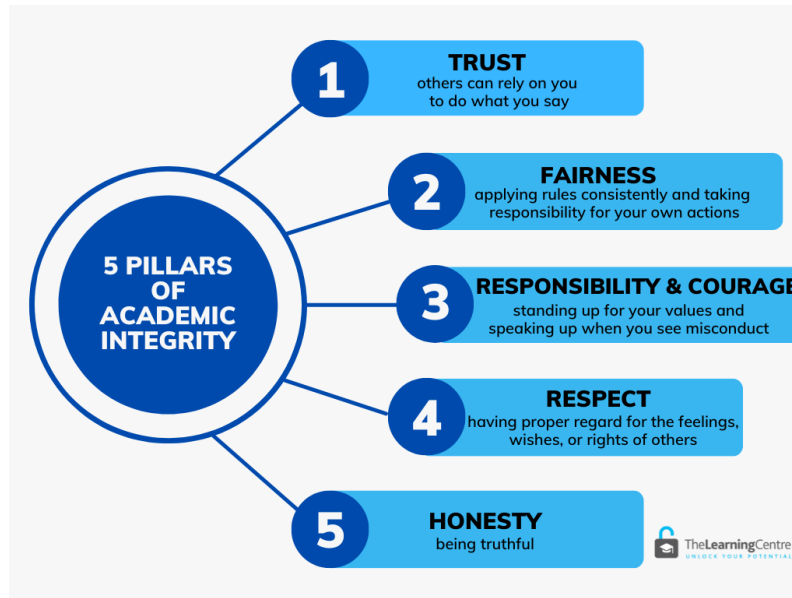 5 PILLARS
OF
ACADEMIC
INTEGRITY
1
TRUST
others can rely on you
to do what you say
2
FAIRNESS
applying rules consistently and taking
responsibility for your own actions
3
RESPONSIBILITY & COURAGE
standing up for your values and
speaking up when you see misconduct
4
RESPECT
having proper regard for the feelings,
wishes, or rights of others
5
HONESTY
being truthful
TheLearningCentre
UNLOCK YOUR POTENTIAL